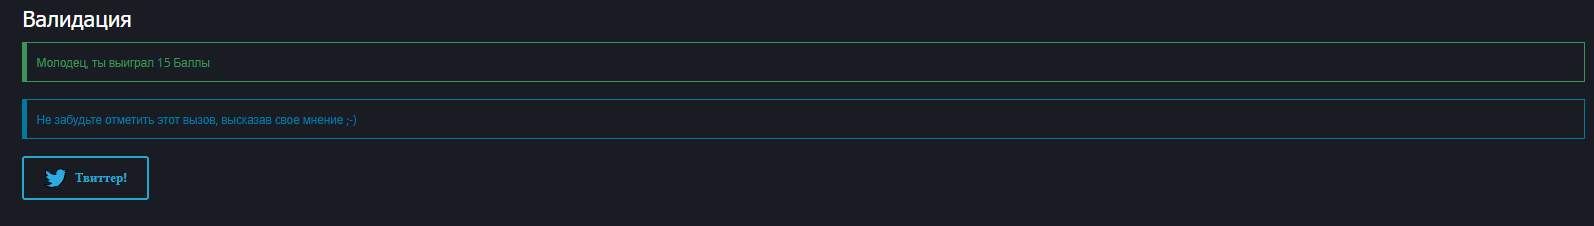 Валидация
Молодец, ты выиграл 15 Баллы
Не забудьте отметить этот вызов, высказав свое мнение ;-)
Твиттер!